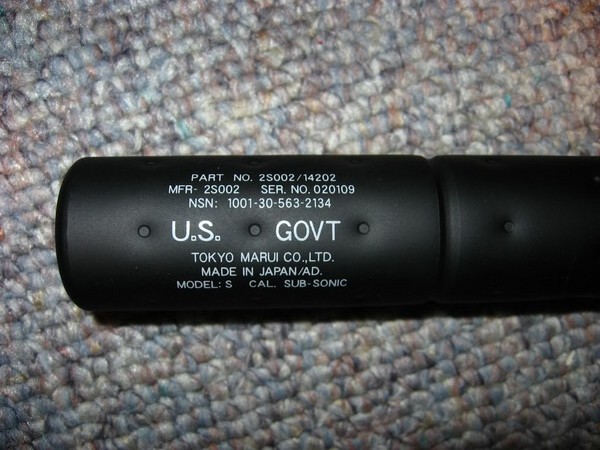 PART NO. 2S002/14202
MFR- 2S002 SER. NO. 020109
NSN: 1001-30-563-2134
U.S. GOVT
TOKYO MARUI CO.,LTD.
MADE IN JAPAN/AD.
MODEL: S CAL. SUB-SONIC